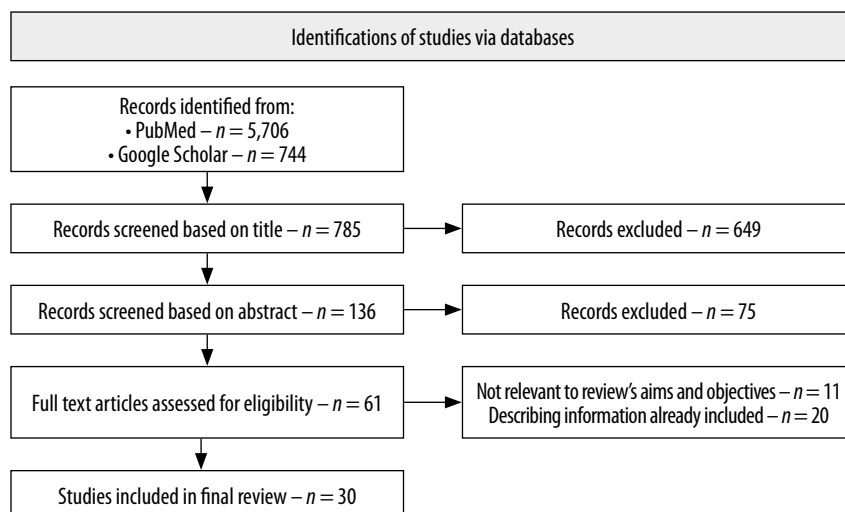 Identifications of studies via databases
Records identified from:
• PubMed – n = 5,706
• Google Scholar – n = 744
Records screened based on title – n = 785
Records excluded – n = 649
Records screened based on abstract – n = 136
Records excluded – n = 75
Full text articles assessed for eligibility – n = 61
Not relevant to review's aims and objectives – n = 11
Describing information already included – n = 20
Studies included in final review – n = 30